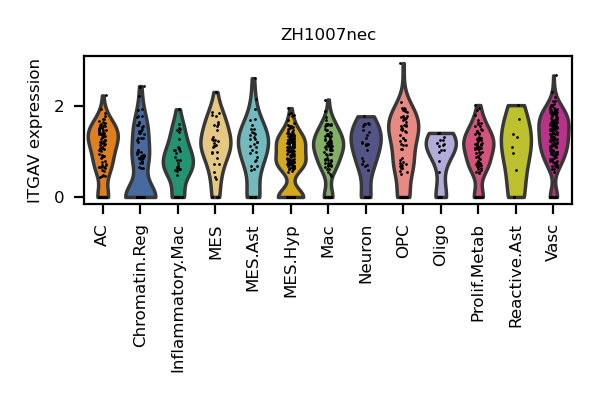 ZH1007nec
ITGAV expression
2
0
AC
Chromatin.Reg
Inflammatory.Mac
MES
MES.Ast
MES.Hyp
Mac
Neuron
OPC
Oligo
Prolif.Metab
Reactive.Ast
Vasc